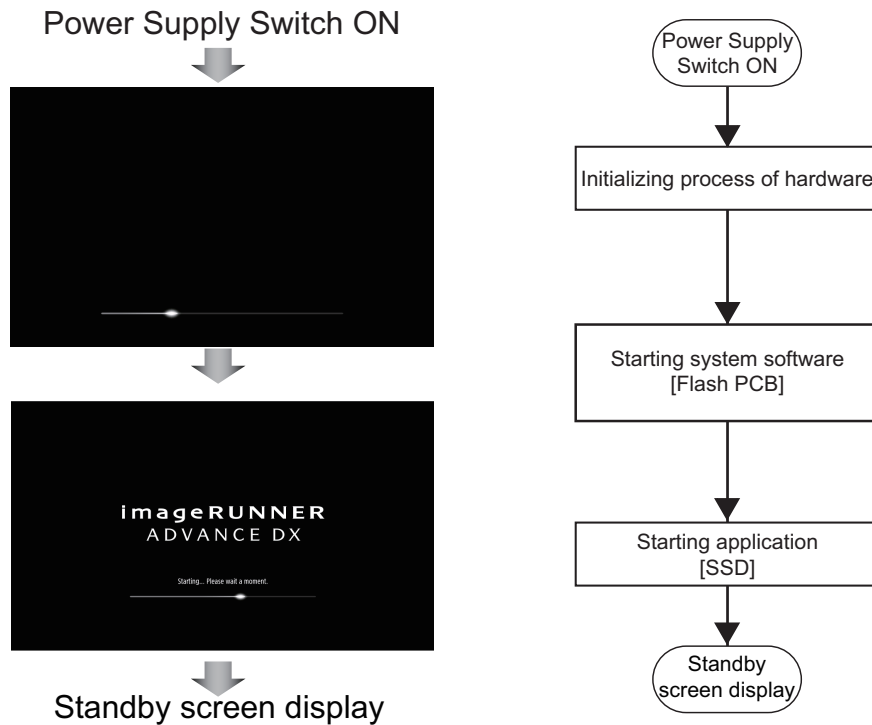 Power Supply Switch ON
imageRUNNER
ADVANCE DX
Starting... Please wait a moment.
Standby screen display
Power Supply
Switch ON
Initializing process of hardware
Starting system software
[Flash PCB]
Starting application
[SSD]
Standby
screen display